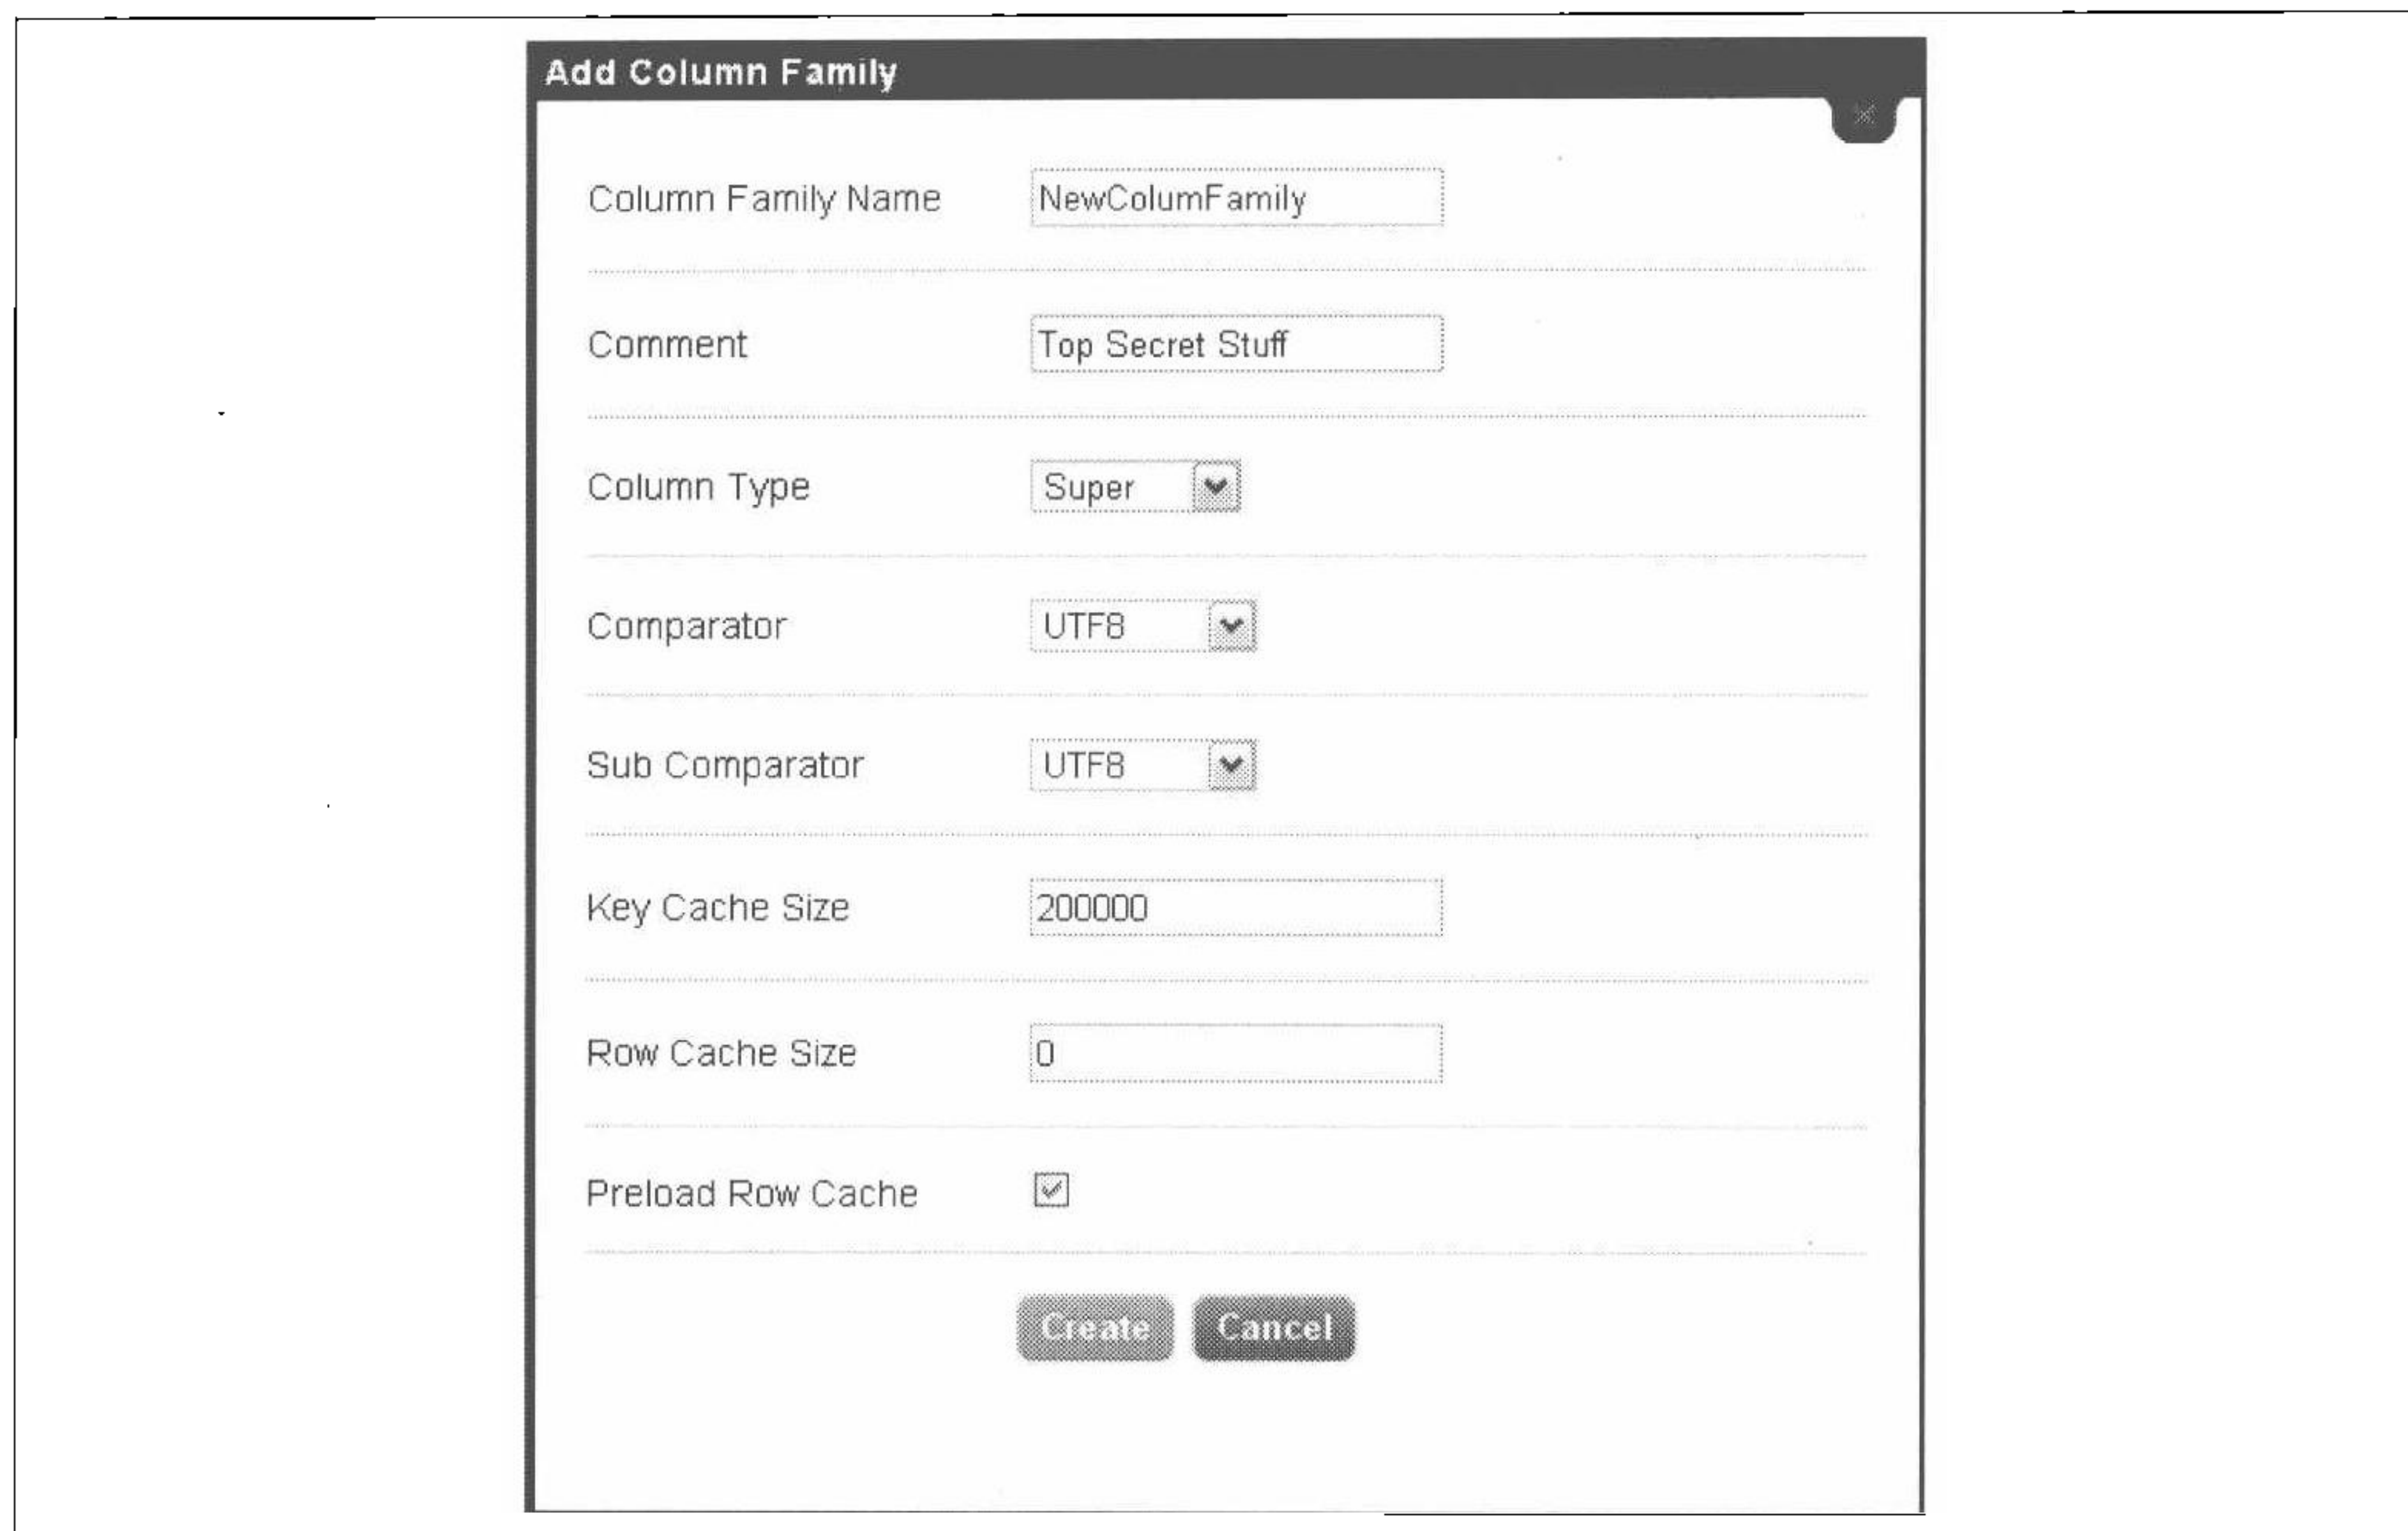 Add Column Family
Column Family Name NewColumFamily
Comment Top Secret Stuff
Column Type Super
Comparator UTF8
Sub Comparator UTF8
Key Cache Size 200000
Row Cache Size 0
Preload Row Cache
Create Cancel